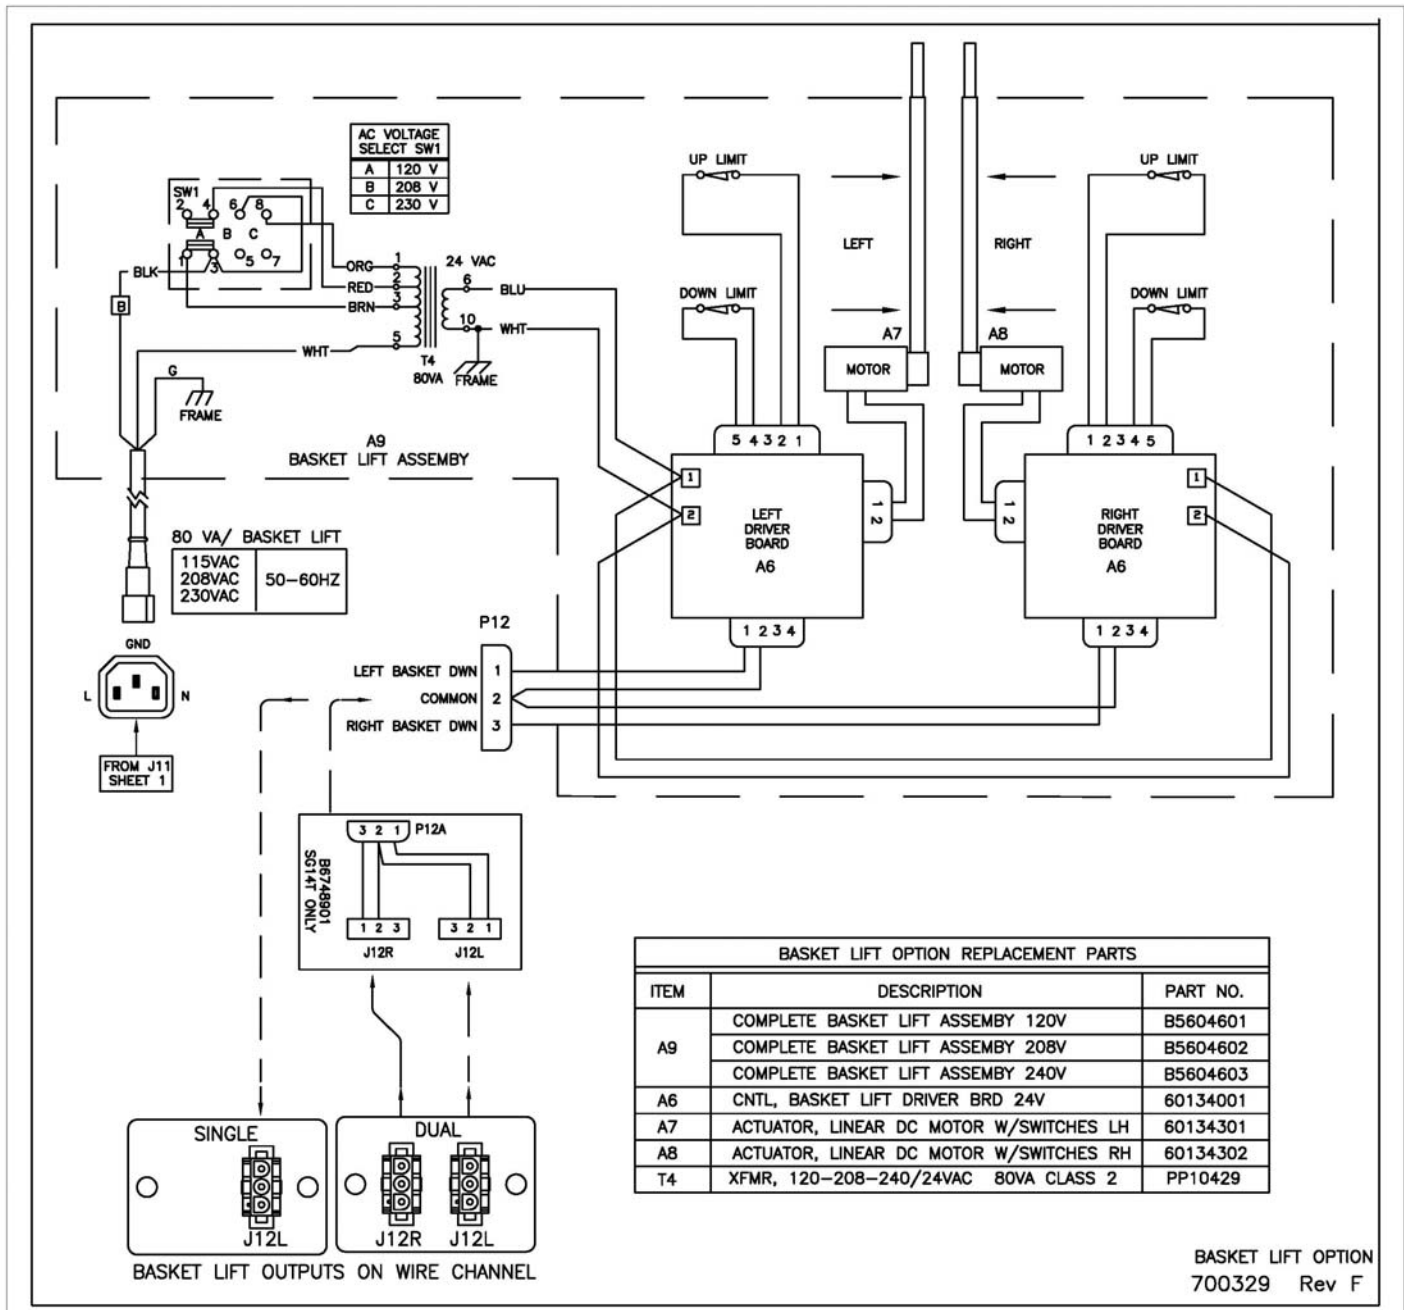 AC VOLTAGE
SELECT SW1
A 120 V
B 208 V
C 230 V
SW1
2 4 6 8
A B C
1 3 5 7
BLK
B
ORG 1
RED 2
BRN 3
WHT 5
24 VAC
6 BLU
10 WHT
T4
80VA
FRAME
G
FRAME
A9
BASKET LIFT ASSEMBY
UP LIMIT
DOWN LIMIT
LEFT
RIGHT
UP LIMIT
DOWN LIMIT
A7
MOTOR
A8
MOTOR
5 4 3 2 1
1
2
LEFT
DRIVER
BOARD
A6
1 2
1 2 3 4
1 2 3 4 5
1
2
RIGHT
DRIVER
BOARD
A6
1 2
1 2 3 4
80 VA/ BASKET LIFT
115VAC
208VAC
230VAC
50-60HZ
GND
L
N
FROM J11
SHEET 1
P12
LEFT BASKET DWN 1
COMMON 2
RIGHT BASKET DWN 3
3 2 1 P12A
B6748901
SG14T ONLY
1 2 3
J12R
3 2 1
J12L
SINGLE
J12L
DUAL
J12R J12L
BASKET LIFT OUTPUTS ON WIRE CHANNEL
BASKET LIFT OPTION REPLACEMENT PARTS
ITEM DESCRIPTION PART NO.
A9
COMPLETE BASKET LIFT ASSEMBY 120V B5604601
COMPLETE BASKET LIFT ASSEMBY 208V B5604602
COMPLETE BASKET LIFT ASSEMBY 240V B5604603
A6 CNTL, BASKET LIFT DRIVER BRD 24V 60134001
A7 ACTUATOR, LINEAR DC MOTOR W/SWITCHES LH 60134301
A8 ACTUATOR, LINEAR DC MOTOR W/SWITCHES RH 60134302
T4 XFMR, 120-208-240/24VAC 80VA CLASS 2 PP10429
BASKET LIFT OPTION
700329 Rev F